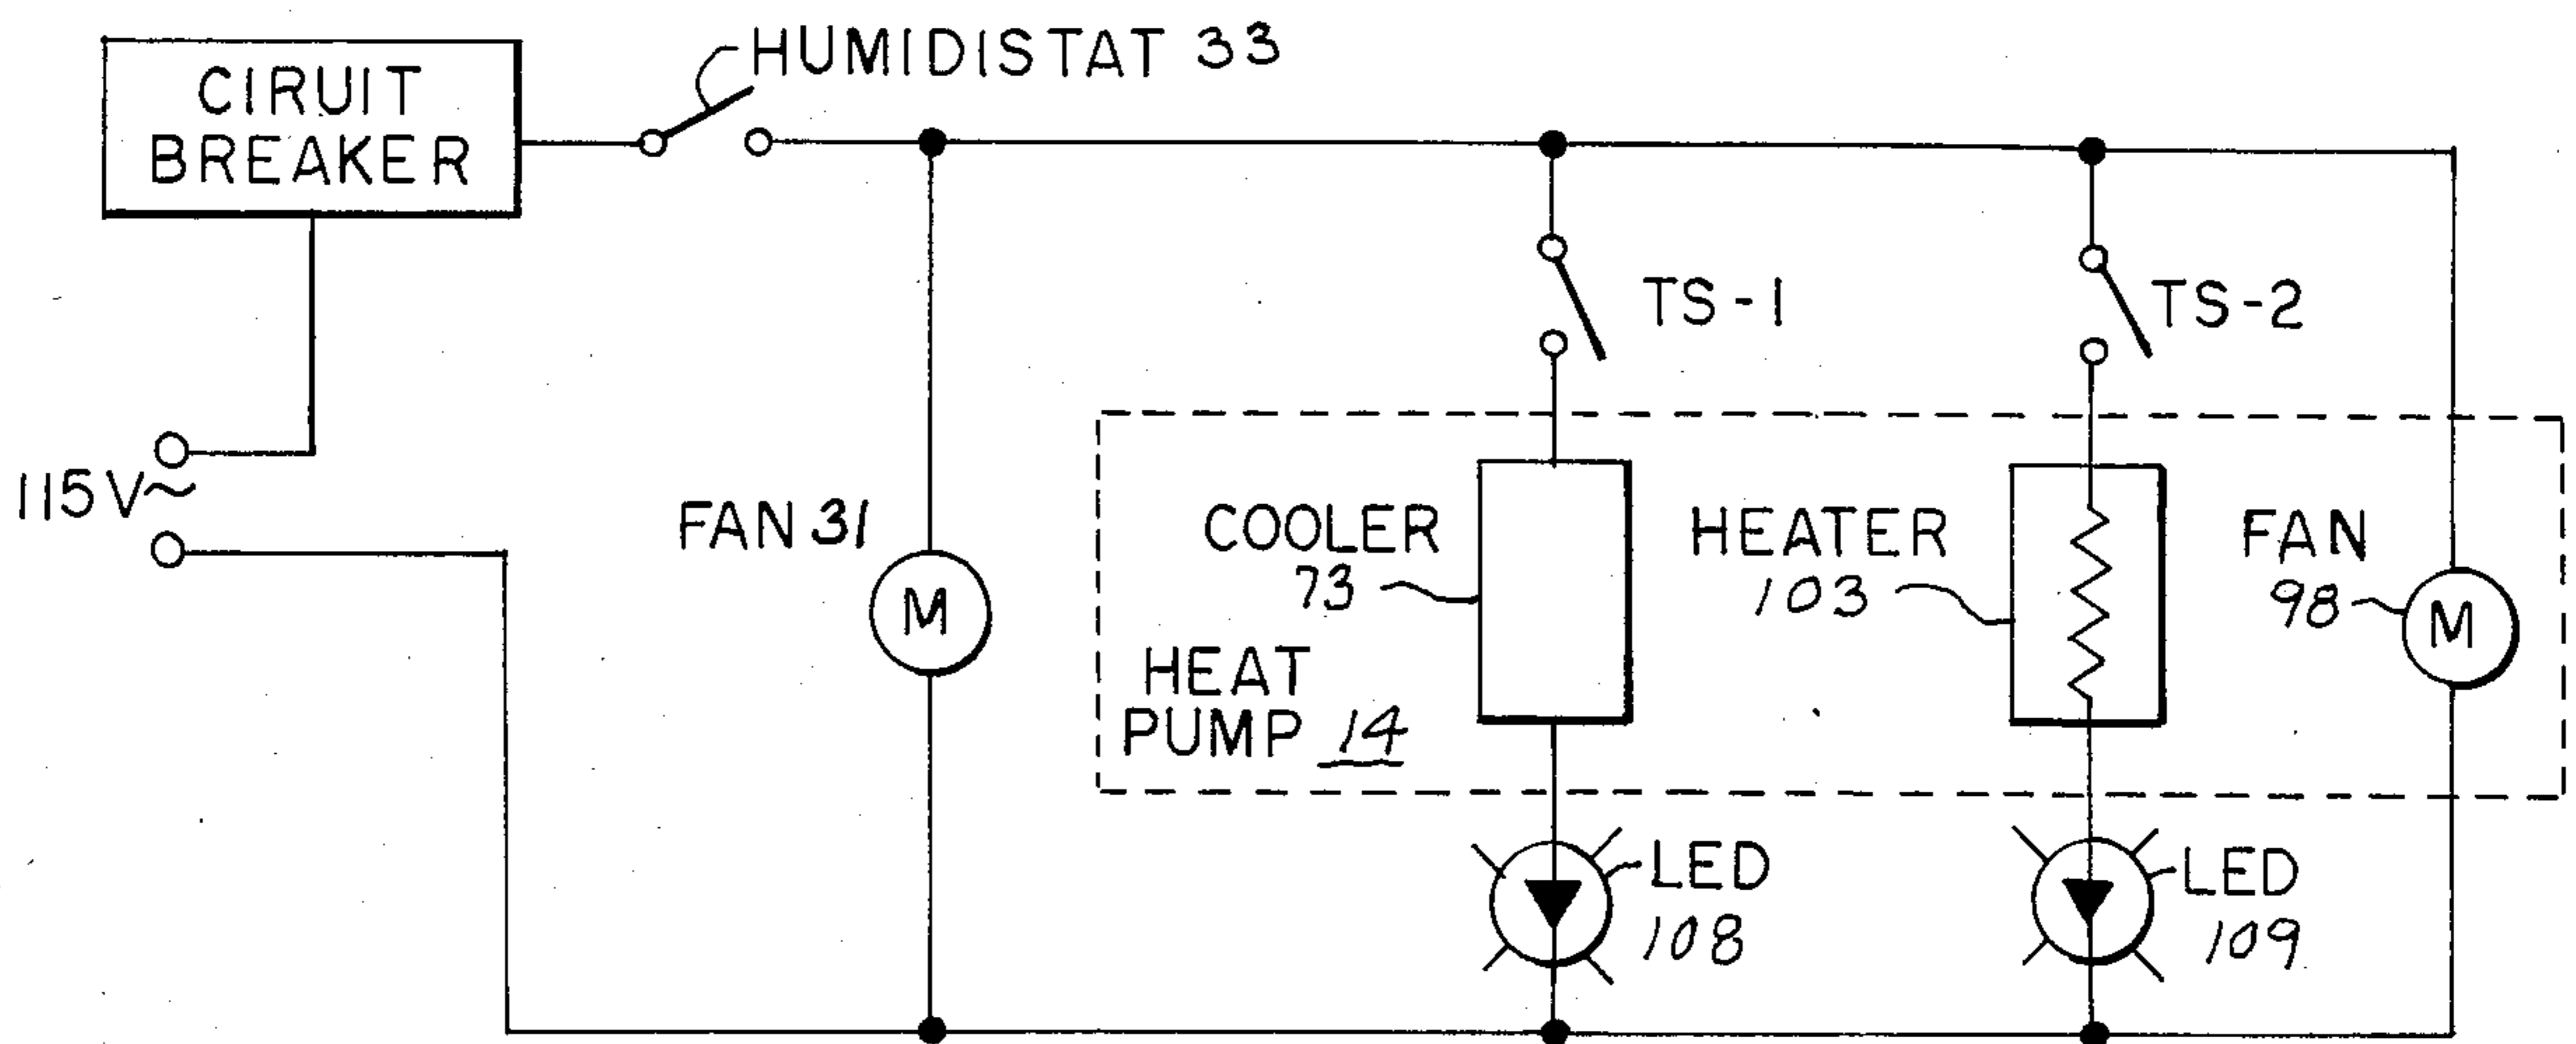 HUMIDISTAT 33
CIRUIT
BREAKER
TS-1
TS-2
115V~
FAN 31
M
COOLER
73
HEATER
103
FAN
98
M
HEAT
PUMP 14
LED
108
LED
109